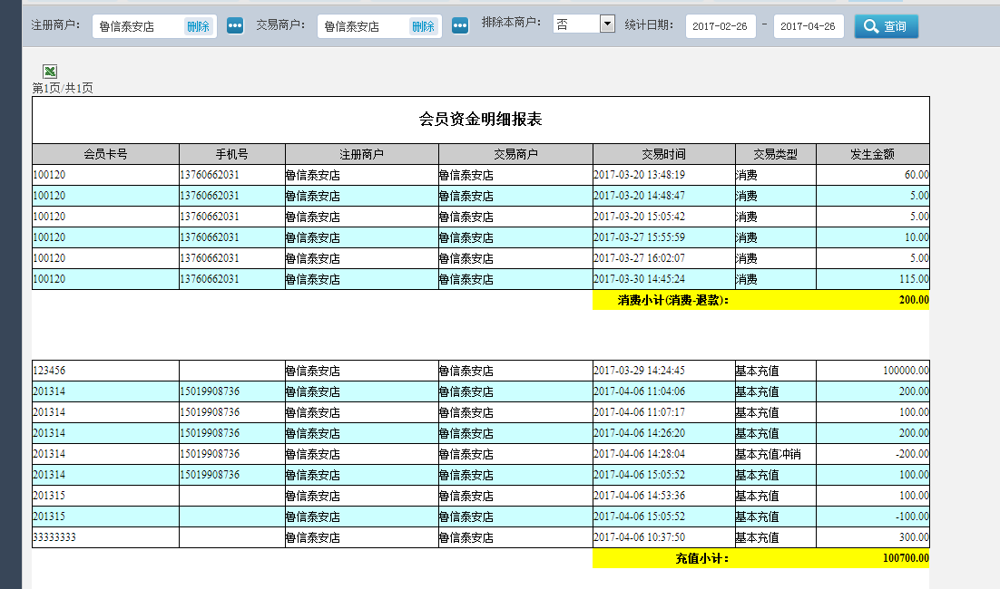 注册商户： 鲁信泰安店 删除 交易商户： 鲁信泰安店 删除 排除本商户： 否 统计日期： 2017-02-26 - 2017-04-26 查询
第1页/共1页
会员资金明细报表
会员卡号 手机号 注册商户 交易商户 交易时间 交易类型 发生金额
100120 13760662031 鲁信泰安店 鲁信泰安店 2017-03-20 13:48:19 消费 60.00
100120 13760662031 鲁信泰安店 鲁信泰安店 2017-03-20 14:48:47 消费 5.00
100120 13760662031 鲁信泰安店 鲁信泰安店 2017-03-20 15:05:42 消费 5.00
100120 13760662031 鲁信泰安店 鲁信泰安店 2017-03-27 15:55:59 消费 10.00
100120 13760662031 鲁信泰安店 鲁信泰安店 2017-03-27 16:02:07 消费 5.00
100120 13760662031 鲁信泰安店 鲁信泰安店 2017-03-30 14:45:24 消费 115.00
消费小计(消费-退款)： 200.00
123456 鲁信泰安店 鲁信泰安店 2017-03-29 14:24:45 基本充值 100000.00
201314 15019908736 鲁信泰安店 鲁信泰安店 2017-04-06 11:04:06 基本充值 200.00
201314 15019908736 鲁信泰安店 鲁信泰安店 2017-04-06 11:07:17 基本充值 100.00
201314 15019908736 鲁信泰安店 鲁信泰安店 2017-04-06 14:26:20 基本充值 200.00
201314 15019908736 鲁信泰安店 鲁信泰安店 2017-04-06 14:28:04 基本充值冲销 -200.00
201314 15019908736 鲁信泰安店 鲁信泰安店 2017-04-06 15:05:52 基本充值 100.00
201315 鲁信泰安店 鲁信泰安店 2017-04-06 14:53:36 基本充值 100.00
201315 鲁信泰安店 鲁信泰安店 2017-04-06 15:05:52 基本充值 -100.00
33333333 鲁信泰安店 鲁信泰安店 2017-04-06 10:37:50 基本充值 300.00
充值小计： 100700.00